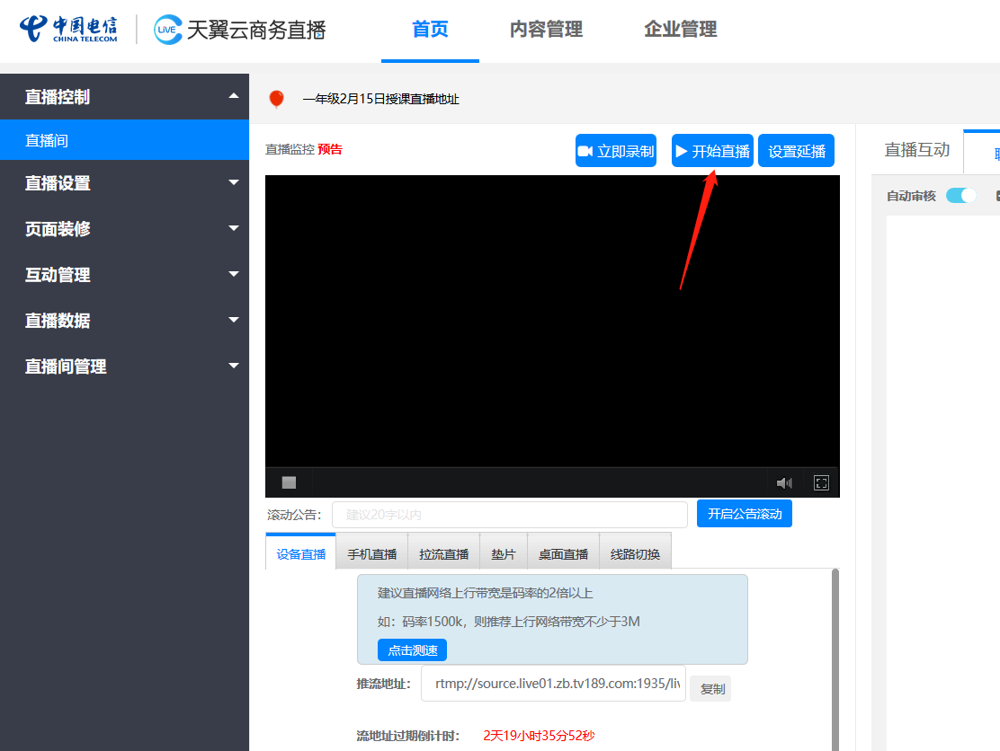 中国电信
CHINA TELECOM
LIVE
天翼云商务直播
首页
内容管理
企业管理
直播控制
直播间
直播设置
页面装修
互动管理
直播数据
直播间管理
一年级2月15日授课直播地址
直播监控 预告
立即录制
开始直播
设置延播
直播互动
自动审核
滚动公告：
建议20字以内
开启公告滚动
设备直播
手机直播
拉流直播
垫片
桌面直播
线路切换
建议直播网络上行带宽是码率的2倍以上
如：码率1500k，则推荐上行网络带宽不少于3M
点击测速
推流地址：
rtmp://source.live01.zb.tv189.com:1935/liv
复制
流地址过期倒计时：
2天19小时35分52秒